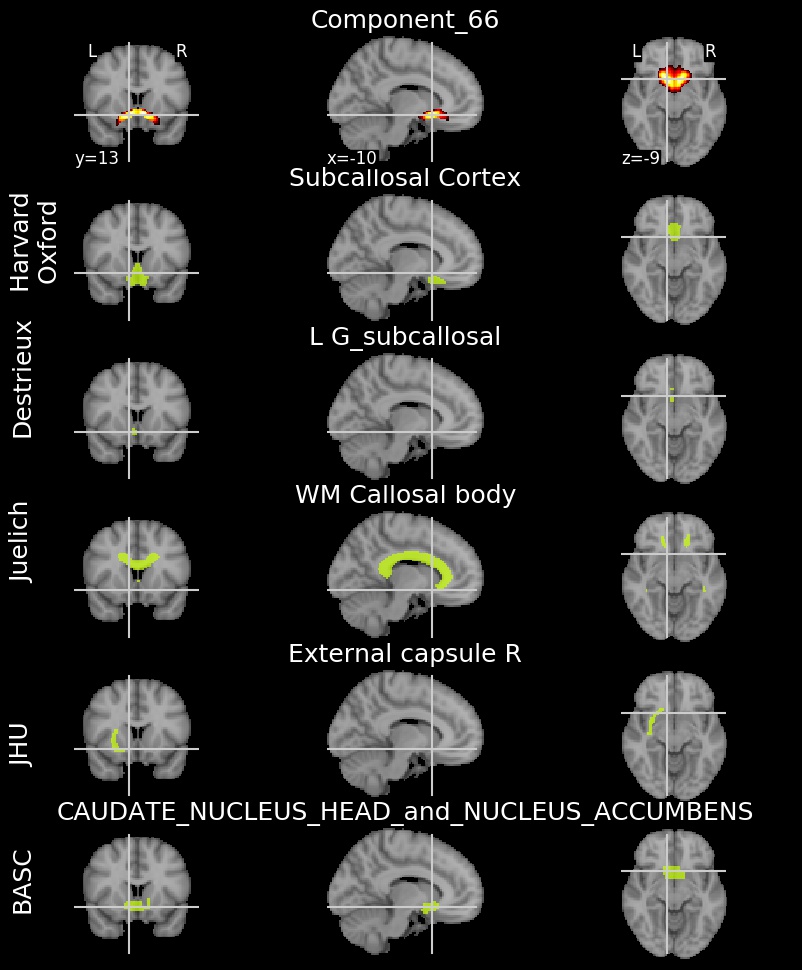 Component_66
L R L R
y=13 x=-10 z=-9
Subcallosal Cortex
Harvard
Oxford
L G_subcallosal
Destrieux
WM Callosal body
Juelich
External capsule R
JHU
CAUDATE_NUCLEUS_HEAD_and_NUCLEUS_ACCUMBENS
BASC